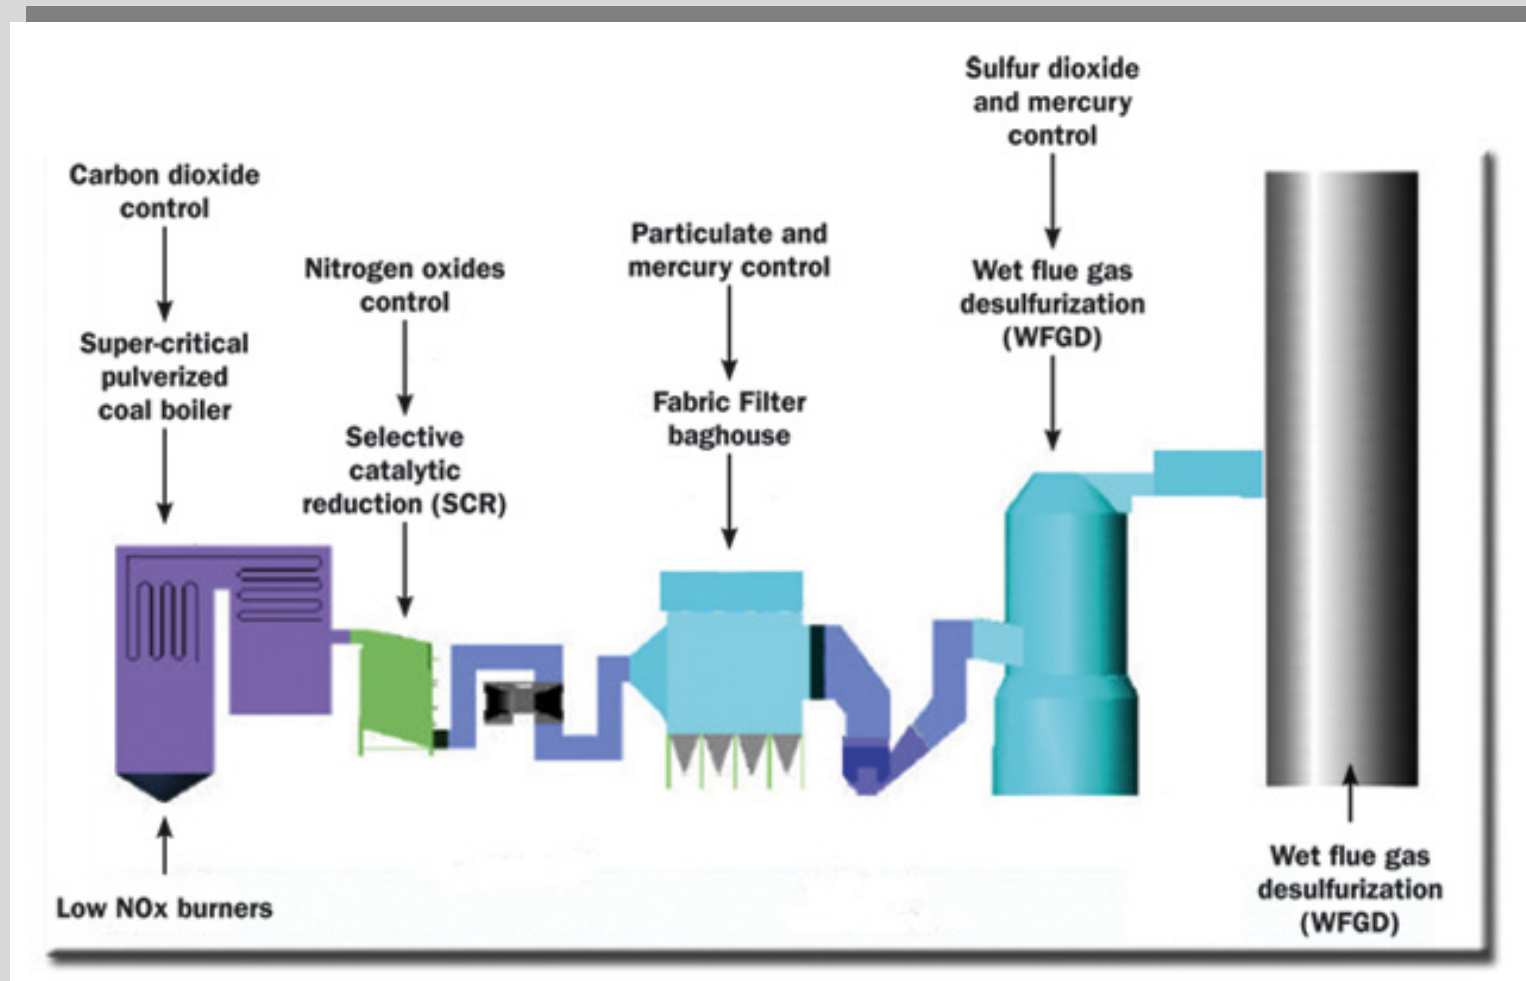 Carbon dioxide
control
Super-critical
pulverized
coal boiler
Low NOx burners
Nitrogen oxides
control
Selective
catalytic
reduction (SCR)
Particulate and
mercury control
Fabric Filter
baghouse
Sulfur dioxide
and mercury
control
Wet flue gas
desulfurization
(WFGD)
Wet flue gas
desulfurization
(WFGD)